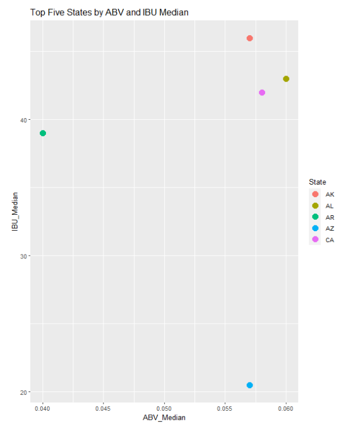 Top Five States by ABV and IBU Median
IBU_Median
40
30
20
0.040 0.045 0.050 0.055 0.060
ABV_Median
State
AK
AL
AR
AZ
CA